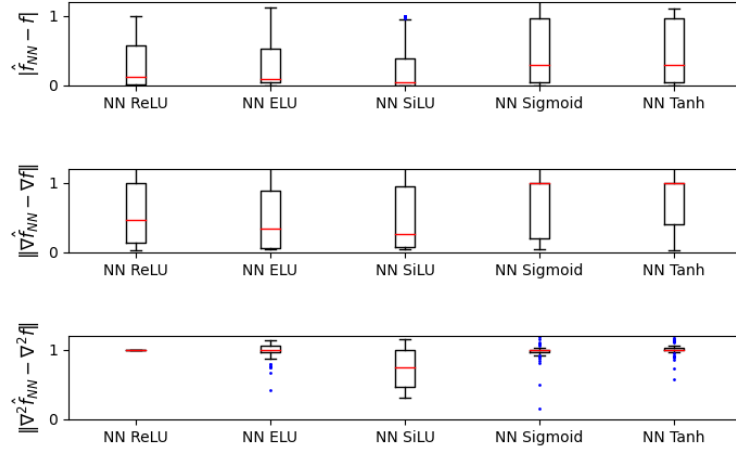 |f̂_NN − f|
1
0
NN ReLU NN ELU NN SiLU NN Sigmoid NN Tanh
‖∇f̂_NN − ∇f‖
1
0
NN ReLU NN ELU NN SiLU NN Sigmoid NN Tanh
‖∇²f̂_NN − ∇²f‖
1
0
NN ReLU NN ELU NN SiLU NN Sigmoid NN Tanh